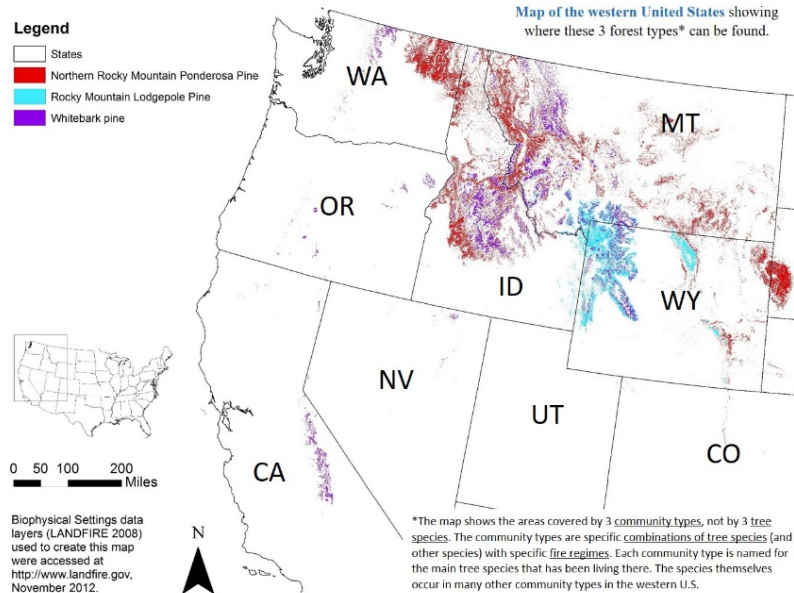 Map of the western United States showing
where these 3 forest types* can be found.
Legend
States
Northern Rocky Mountain Ponderosa Pine
Rocky Mountain Lodgepole Pine
Whitebark pine
WA
MT
OR
ID
WY
NV
UT
CO
CA
0 50 100 200
Miles
Biophysical Settings data
layers (LANDFIRE 2008)
used to create this map
were accessed at
http://www.landfire.gov,
November 2012.
N
*The map shows the areas covered by 3 community types, not by 3 tree
species. The community types are specific combinations of tree species (and
other species) with specific fire regimes. Each community type is named for
the main tree species that has been living there. The species themselves
occur in many other community types in the western U.S.